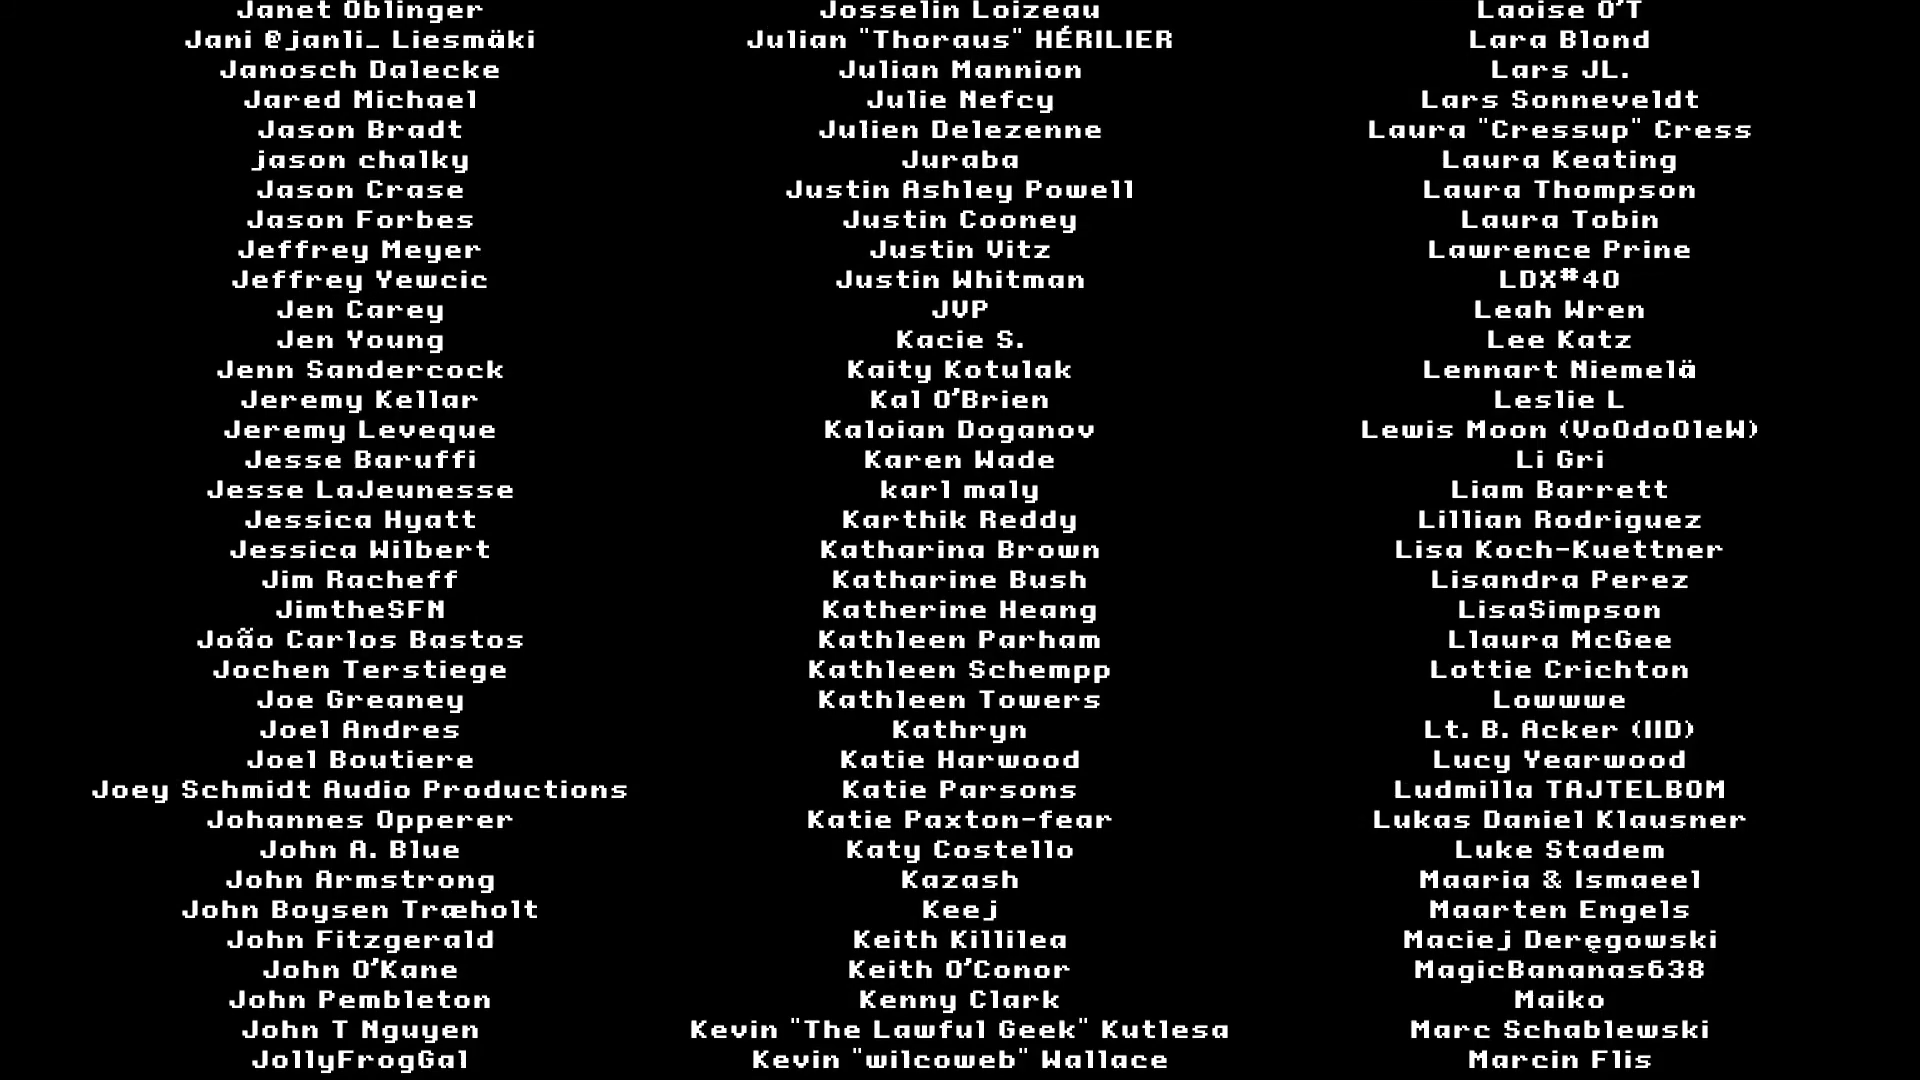 Janet Oblinger
Jani @janli_ Liesmäki
Janosch Dalecke
Jared Michael
Jason Bradt
jason chalky
Jason Crase
Jason Forbes
Jeffrey Meyer
Jeffrey Yewcic
Jen Carey
Jen Young
Jenn Sandercock
Jeremy Kellar
Jeremy Leveque
Jesse Baruffi
Jesse LaJeunesse
Jessica Hyatt
Jessica Wilbert
Jim Racheff
JimtheSFN
João Carlos Bastos
Jochen Terstiege
Joe Greaney
Joel Andres
Joel Boutiere
Joey Schmidt Audio Productions
Johannes Opperer
John A. Blue
John Armstrong
John Boysen Træholt
John Fitzgerald
John O'Kane
John Pembleton
John T Nguyen
JollyFrogGal
Josselin Loizeau
Julian "Thoraus" HÉRILIER
Julian Mannion
Julie Nefcy
Julien Delezenne
Juraba
Justin Ashley Powell
Justin Cooney
Justin Vitz
Justin Whitman
JVP
Kacie S.
Kaity Kotulak
Kal O'Brien
Kaloian Doganov
Karen Wade
karl maly
Karthik Reddy
Katharina Brown
Katharine Bush
Katherine Heang
Kathleen Parham
Kathleen Schempp
Kathleen Towers
Kathryn
Katie Harwood
Katie Parsons
Katie Paxton-fear
Katy Costello
Kazash
Keej
Keith Killilea
Keith O'Conor
Kenny Clark
Kevin "The Lawful Geek" Kutlesa
Kevin "wilcoweb" Wallace
Laoise O'T
Lara Blond
Lars JL.
Lars Sonneveldt
Laura "Cressup" Cress
Laura Keating
Laura Thompson
Laura Tobin
Lawrence Prine
LDX#40
Leah Wren
Lee Katz
Lennart Niemelä
Leslie L
Lewis Moon (Vo0do0leW)
Li Gri
Liam Barrett
Lillian Rodriguez
Lisa Koch-Kuettner
Lisandra Perez
LisaSimpson
Llaura McGee
Lottie Crichton
Lowwwe
Lt. B. Acker (IID)
Lucy Yearwood
Ludmilla TAJTELBOM
Lukas Daniel Klausner
Luke Stadem
Maaria & Ismaeel
Maarten Engels
Maciej Deręgowski
MagicBananas638
Maiko
Marc Schablewski
Marcin Flis